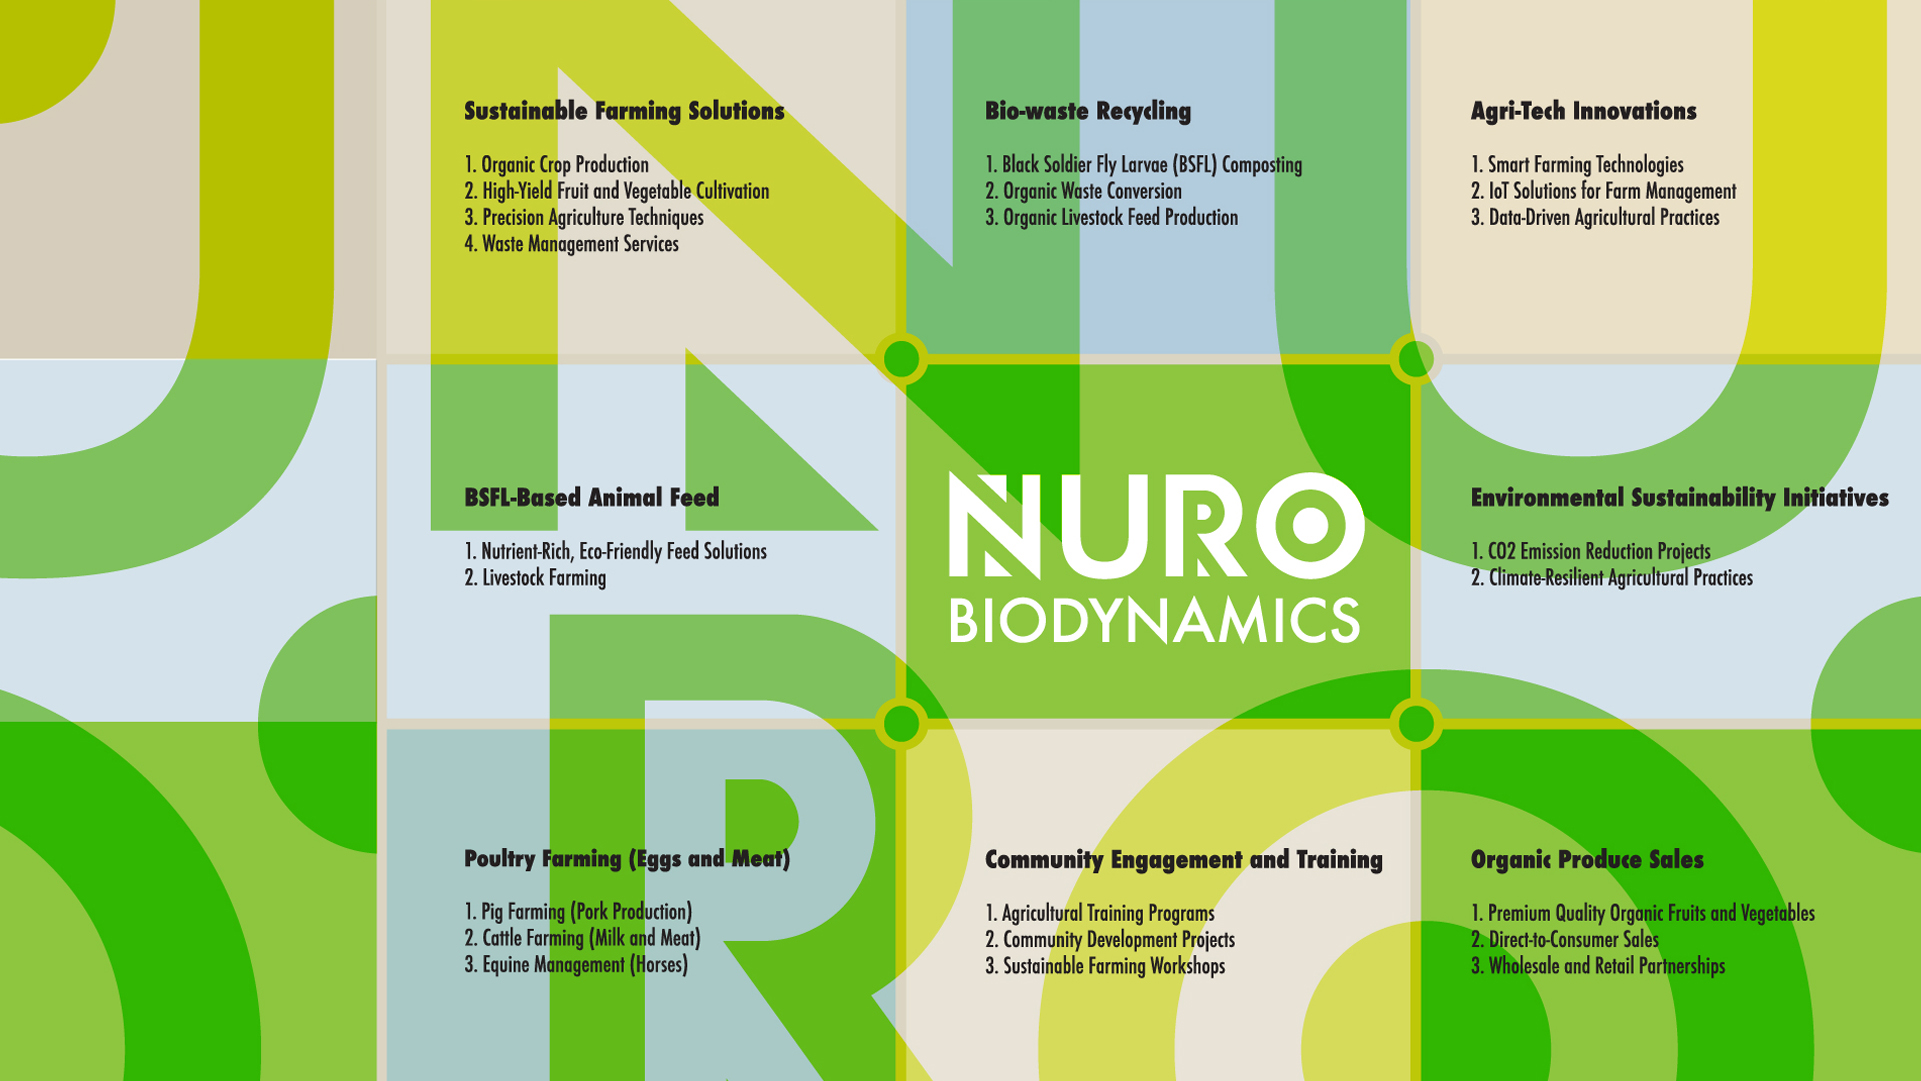 Sustainable Farming Solutions
1. Organic Crop Production
2. High-Yield Fruit and Vegetable Cultivation
3. Precision Agriculture Techniques
4. Waste Management Services
Bio-waste Recycling
1. Black Soldier Fly Larvae (BSFL) Composting
2. Organic Waste Conversion
3. Organic Livestock Feed Production
Agri-Tech Innovations
1. Smart Farming Technologies
2. IoT Solutions for Farm Management
3. Data-Driven Agricultural Practices
BSFL-Based Animal Feed
1. Nutrient-Rich, Eco-Friendly Feed Solutions
2. Livestock Farming
NURO
BIODYNAMICS
Environmental Sustainability Initiatives
1. CO2 Emission Reduction Projects
2. Climate-Resilient Agricultural Practices
Poultry Farming (Eggs and Meat)
1. Pig Farming (Pork Production)
2. Cattle Farming (Milk and Meat)
3. Equine Management (Horses)
Community Engagement and Training
1. Agricultural Training Programs
2. Community Development Projects
3. Sustainable Farming Workshops
Organic Produce Sales
1. Premium Quality Organic Fruits and Vegetables
2. Direct-to-Consumer Sales
3. Wholesale and Retail Partnerships